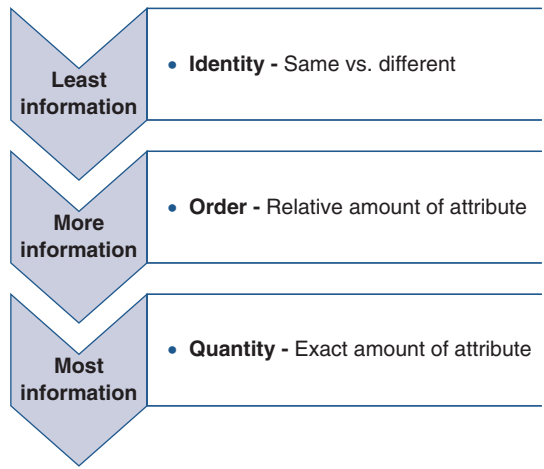 Least
information
• Identity - Same vs. different
More
information
• Order - Relative amount of attribute
Most
information
• Quantity - Exact amount of attribute